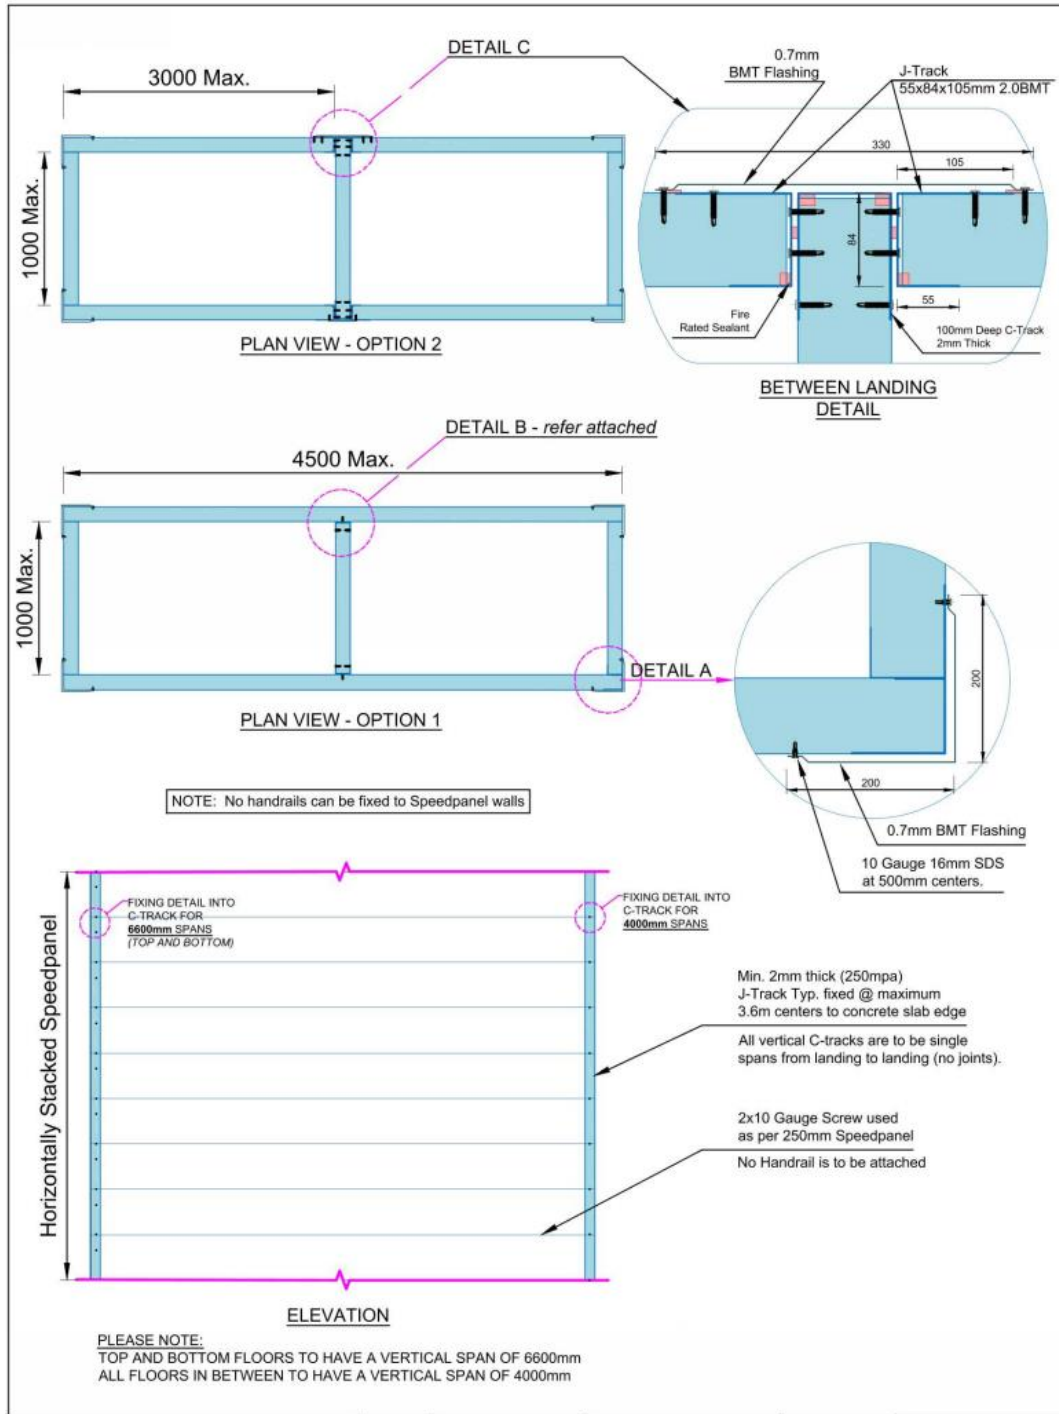 DETAIL C
3000 Max.
1000 Max.
PLAN VIEW - OPTION 2
0.7mm
BMT Flashing
J-Track
55x84x105mm 2.0BMT
330
105
84
55
Fire
Rated Sealant
100mm Deep C-Track
2mm Thick
BETWEEN LANDING
DETAIL
DETAIL B - refer attached
4500 Max.
1000 Max.
DETAIL A
PLAN VIEW - OPTION 1
200
200
0.7mm BMT Flashing
10 Gauge 16mm SDS
at 500mm centers.
NOTE: No handrails can be fixed to Speedpanel walls
Horizontally Stacked Speedpanel
FIXING DETAIL INTO
C-TRACK FOR
6600mm SPANS
(TOP AND BOTTOM)
FIXING DETAIL INTO
C-TRACK FOR
4000mm SPANS
Min. 2mm thick (250mpa)
J-Track Typ. fixed @ maximum
3.6m centers to concrete slab edge
All vertical C-tracks are to be single
spans from landing to landing (no joints).
2x10 Gauge Screw used
as per 250mm Speedpanel
No Handrail is to be attached
ELEVATION
PLEASE NOTE:
TOP AND BOTTOM FLOORS TO HAVE A VERTICAL SPAN OF 6600mm
ALL FLOORS IN BETWEEN TO HAVE A VERTICAL SPAN OF 4000mm